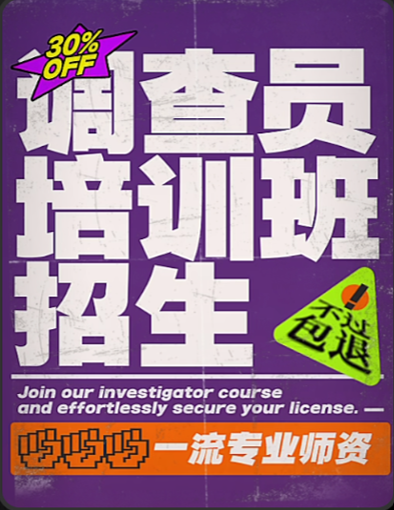 30%
OFF
调查员
培训班
招生
!
不过
包退
Join our investigator course
and effortlessly secure your license.
一流专业师资